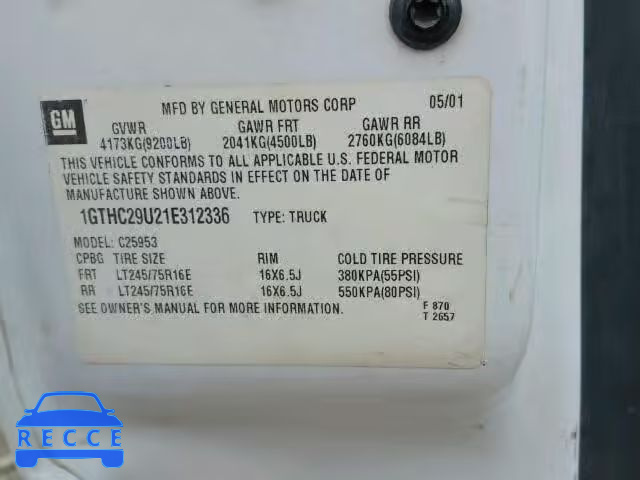 GM
MFD BY GENERAL MOTORS CORP 05/01
GVWR GAWR FRT GAWR RR
4173KG(9200LB) 2041KG(4500LB) 2760KG(6084LB)
THIS VEHICLE CONFORMS TO ALL APPLICABLE U.S. FEDERAL MOTOR
VEHICLE SAFETY STANDARDS IN EFFECT ON THE DATE OF
MANUFACTURE SHOWN ABOVE.
1GTHC29U21E312336 TYPE: TRUCK
MODEL: C25953
CPBG TIRE SIZE RIM COLD TIRE PRESSURE
FRT LT245/75R16E 16X6.5J 380KPA(55PSI)
RR LT245/75R16E 16X6.5J 550KPA(80PSI)
SEE OWNER'S MANUAL FOR MORE INFORMATION. F 870
T 2657
RECCE